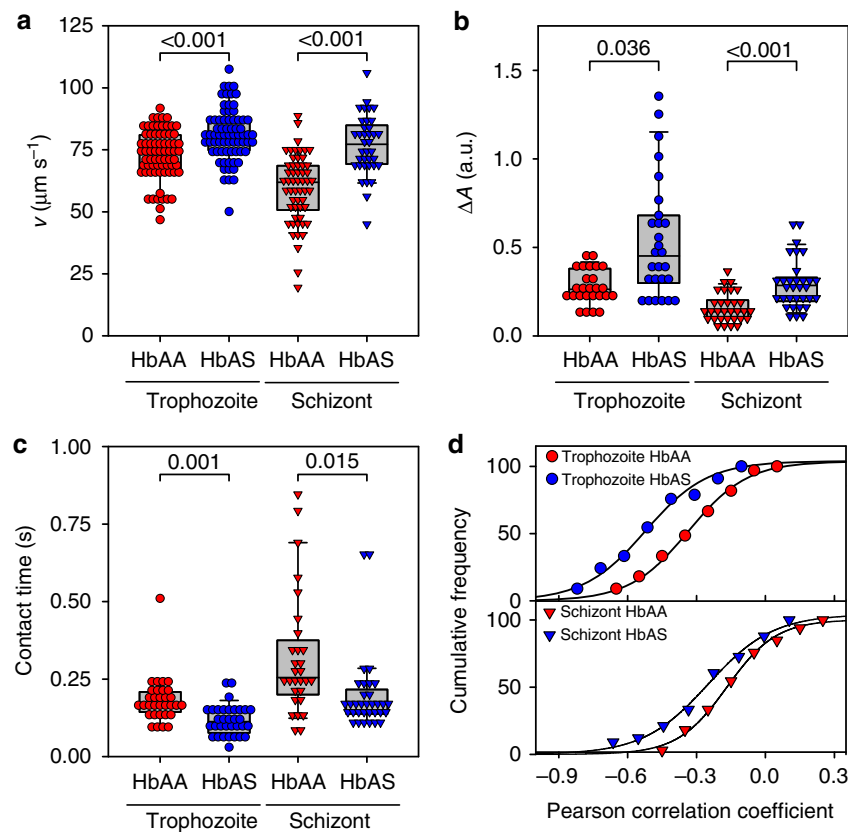 a
<0.001 <0.001
125
100
75
50
25
0
v (μm s⁻¹)
HbAA HbAS HbAA HbAS
Trophozoite Schizont
b
0.036 <0.001
1.5
1.0
0.5
0.0
ΔA (a.u.)
HbAA HbAS HbAA HbAS
Trophozoite Schizont
c
0.001 0.015
1.00
0.75
0.50
0.25
0.00
Contact time (s)
HbAA HbAS HbAA HbAS
Trophozoite Schizont
d
Trophozoite HbAA
Trophozoite HbAS
100
50
0
Schizont HbAA
Schizont HbAS
100
50
0
Cumulative frequency
−0.9 −0.6 −0.3 0.0 0.3
Pearson correlation coefficient